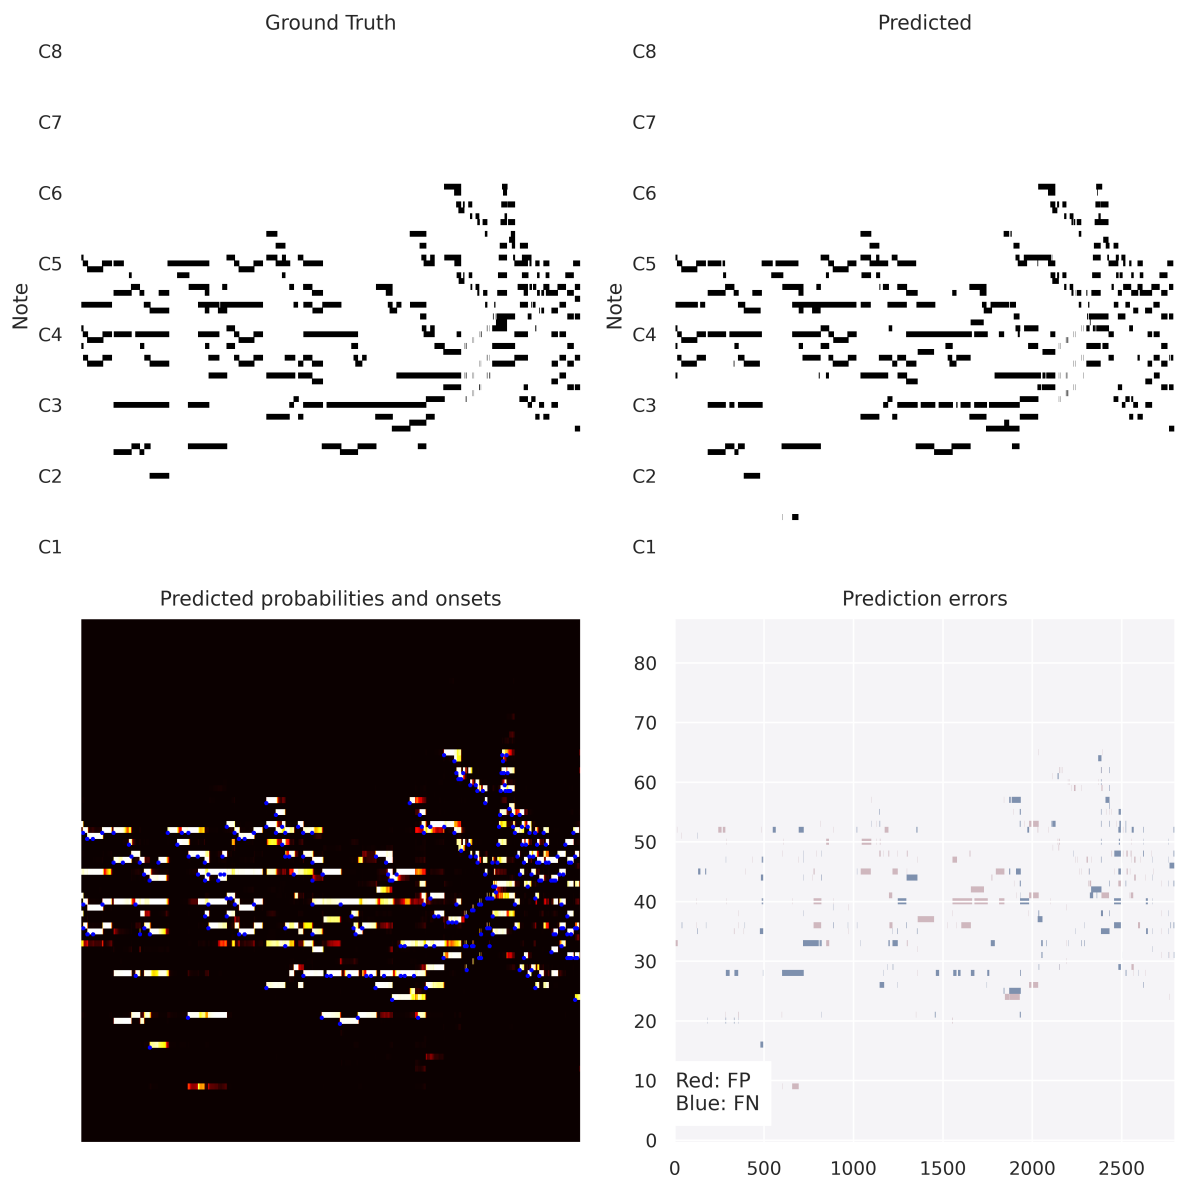 Ground Truth
C8
C7
C6
C5
C4
C3
C2
C1
Note
Predicted
C8
C7
C6
C5
C4
C3
C2
C1
Note
Predicted probabilities and onsets
Prediction errors
80
70
60
50
40
30
20
10
0
Red: FP
Blue: FN
0 500 1000 1500 2000 2500